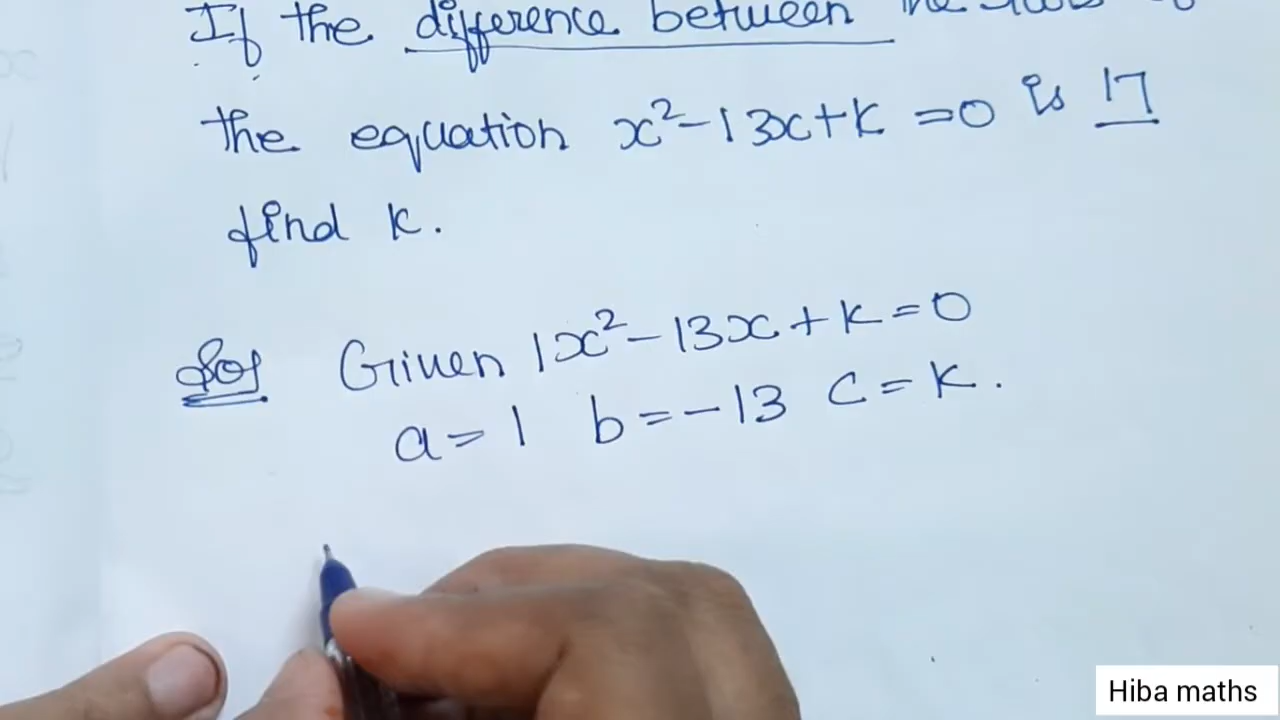 If the difference between the
the equation x²-13x+k=0 is 17
find k.
Sol Given 1x²-13x+k=0
a=1 b=-13 c=k.
Hiba maths